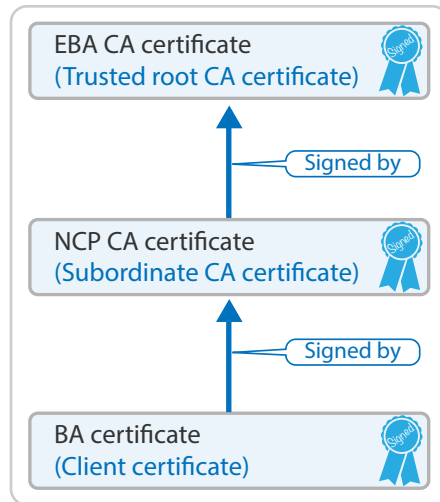 EBA CA certificate
(Trusted root CA certificate)
Signed
Signed by
NCP CA certificate
(Subordinate CA certificate)
Signed
Signed by
BA certificate
(Client certificate)
Signed